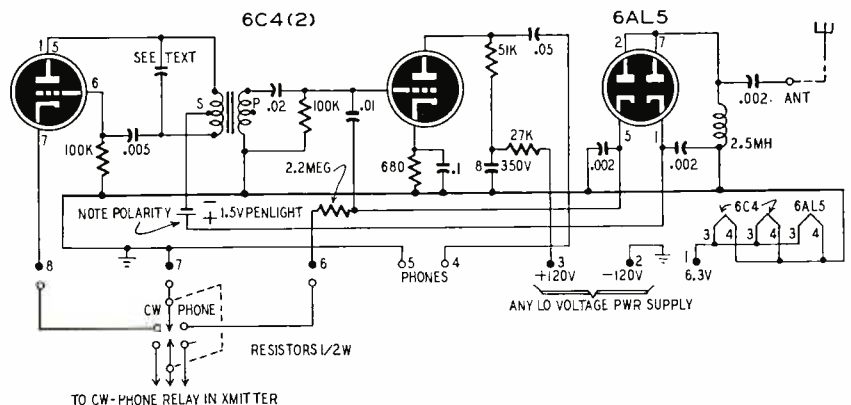 6C4(2)
6AL5
1 5
6
7
SEE TEXT
S
P
.02
100K
.01
51K
.05
2
7
.002
ANT
100K
.005
680
.1
8
350V
27K
5
1
.002
.002
2.5MH
2.2MEG
NOTE POLARITY
− + 1.5V PENLIGHT
6C4
6AL5
3 4 3 4 3 4
8
7
6
5
4
PHONES
3
+120V
2
−120V
1
6.3V
ANY LO VOLTAGE PWR SUPPLY
CW
PHONE
RESISTORS 1/2W
TO CW-PHONE RELAY IN XMITTER